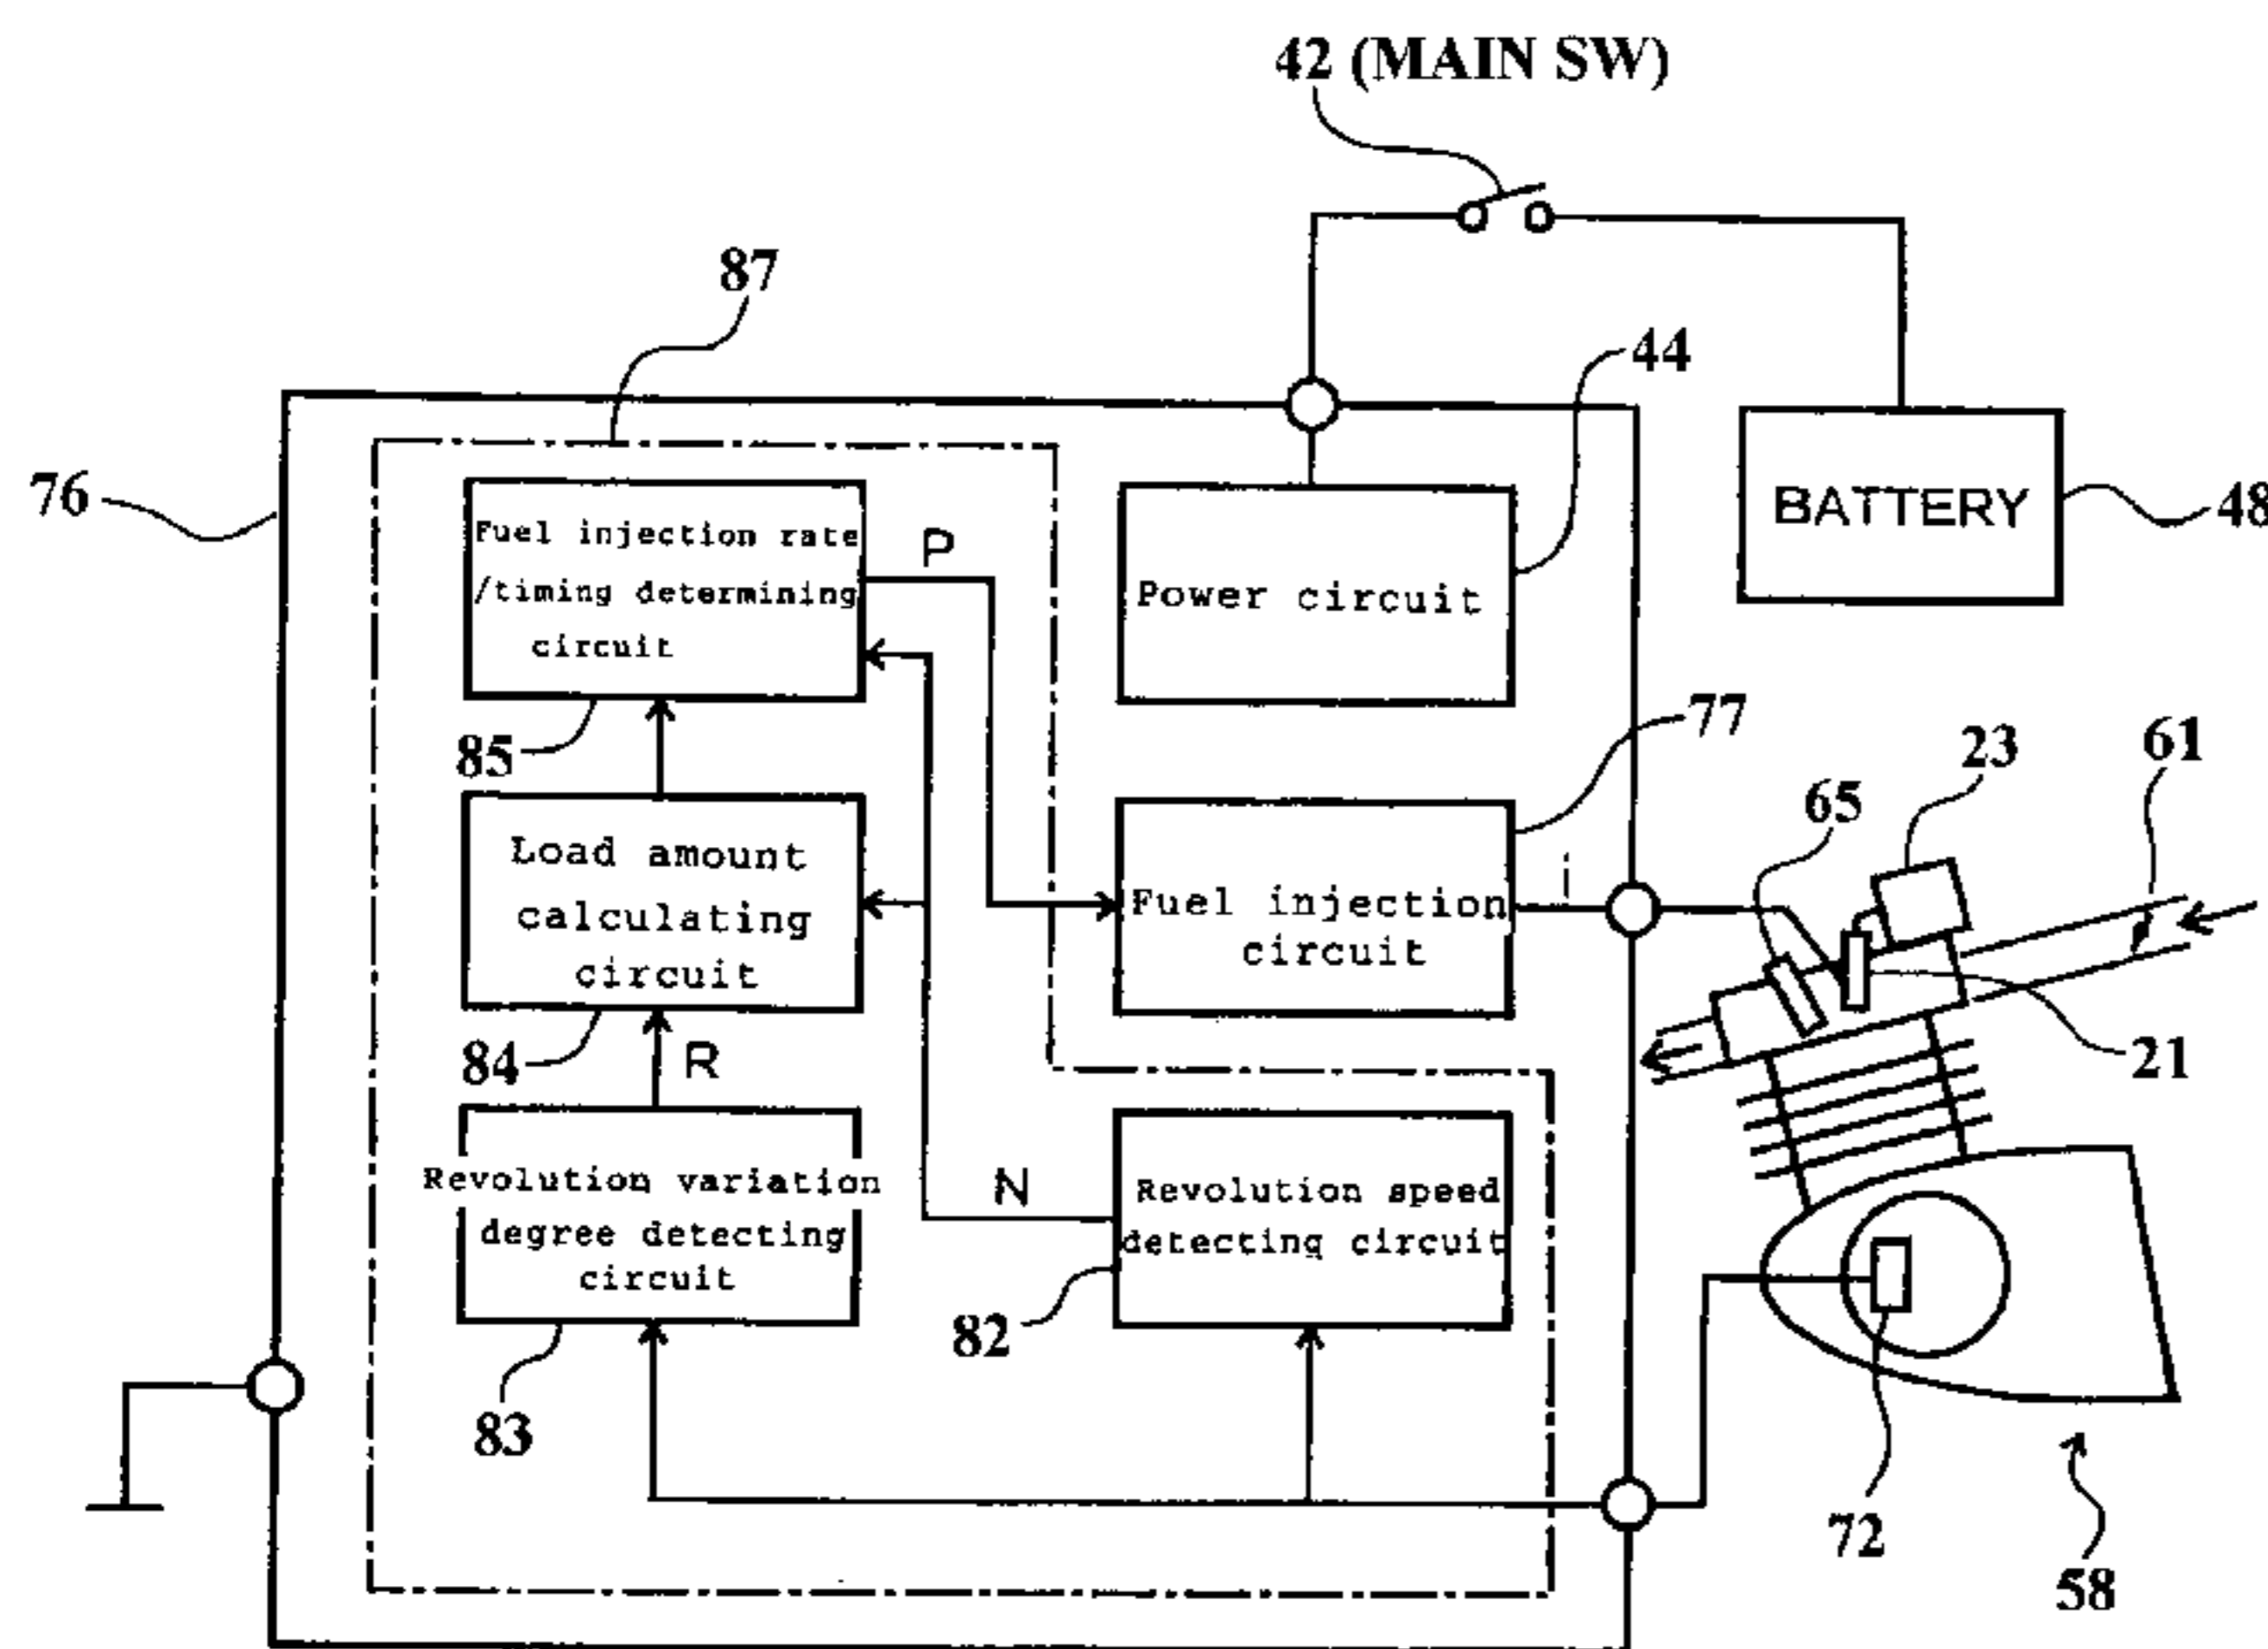 42 (MAIN SW)
87
44
76
BATTERY
48
Fuel injection rate
/timing determining
circuit
P
Power circuit
85
77
23
61
65
Load amount
calculating
circuit
Fuel injection
circuit
i
84
R
21
Revolution variation
degree detecting
circuit
N
Revolution speed
detecting circuit
82
83
72
58